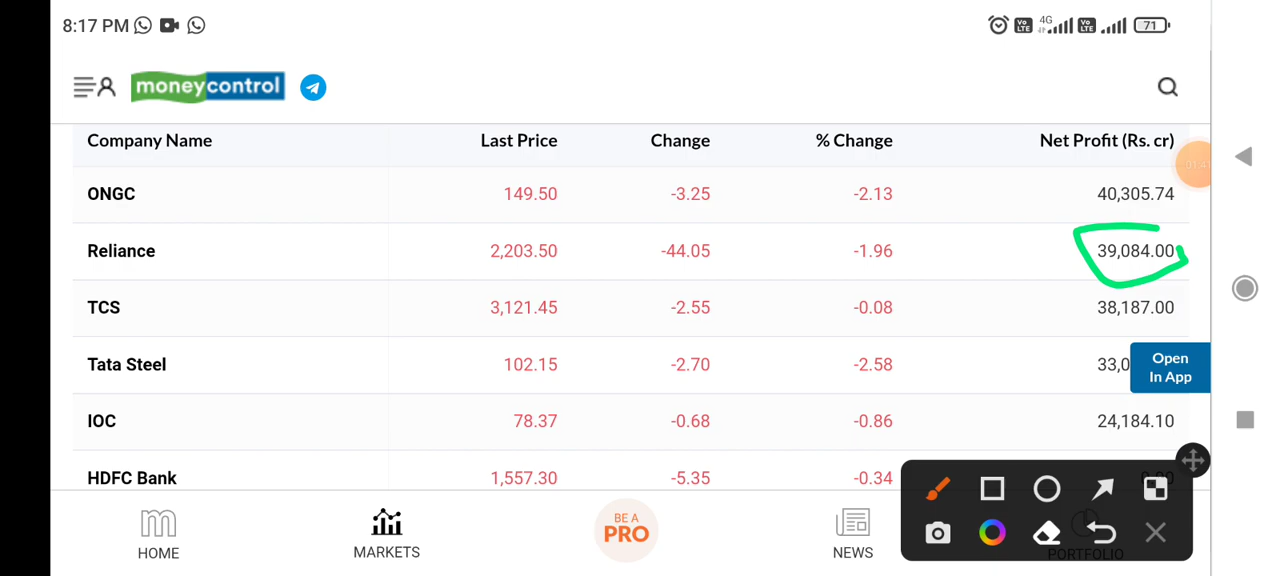 8:17 PM
4G
Vo LTE
Vo LTE
71
moneycontrol
Company Name Last Price Change % Change Net Profit (Rs. cr)
ONGC 149.50 -3.25 -2.13 40,305.74
Reliance 2,203.50 -44.05 -1.96 39,084.00
TCS 3,121.45 -2.55 -0.08 38,187.00
Tata Steel 102.15 -2.70 -2.58 33,0
Open
In App
IOC 78.37 -0.68 -0.86 24,184.10
HDFC Bank 1,557.30 -5.35 -0.34
m
BE A
PRO
HOME MARKETS NEWS PORTFOLIO